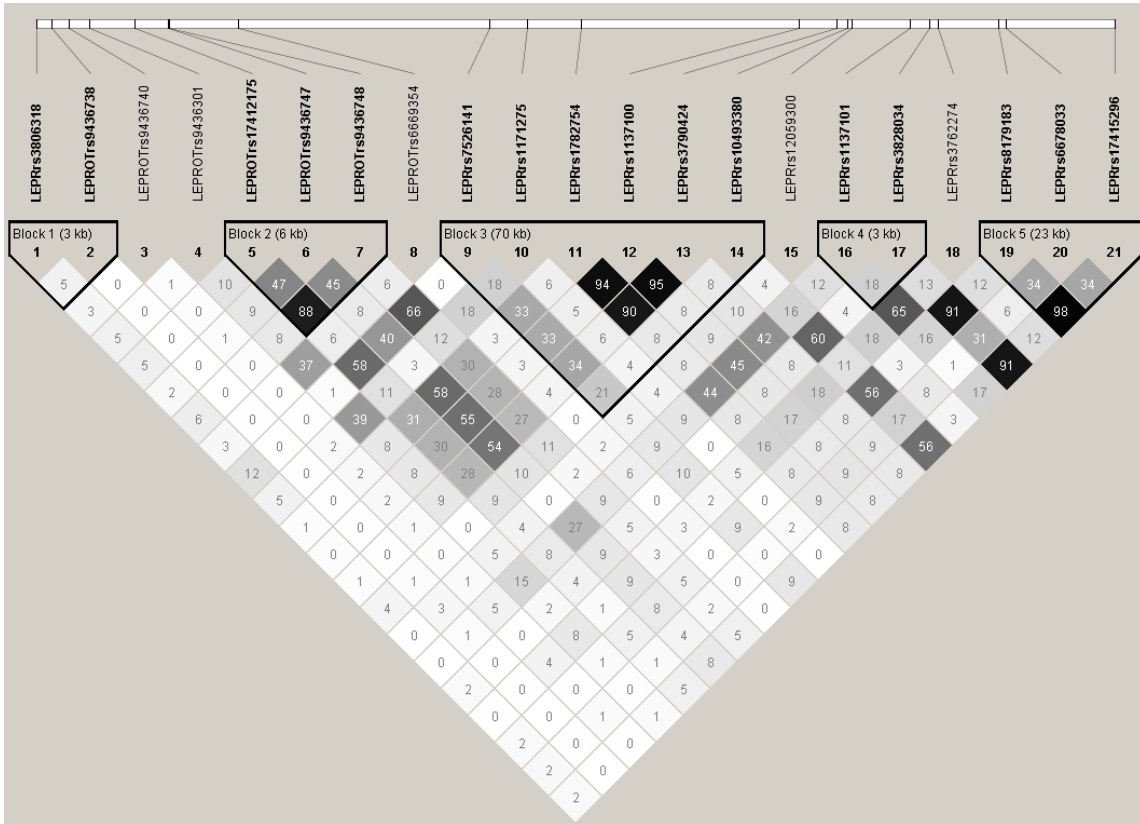 LEPRrs3806318
LEPROTrs9436738
LEPROTrs9436740
LEPROTrs9436301
LEPROTrs17412175
LEPROTrs9436747
LEPROTrs9436748
LEPROTrs6669354
LEPRrs7526141
LEPRrs1171275
LEPRrs1782754
LEPRrs1137100
LEPRrs3790424
LEPRrs10493380
LEPRrs12059300
LEPRrs1137101
LEPRrs3828034
LEPRrs3762274
LEPRrs8179183
LEPRrs6678033
LEPRrs17415296
Block 1 (3 kb) Block 2 (6 kb) Block 3 (70 kb) Block 4 (3 kb) Block 5 (23 kb)
1 2 3 4 5 6 7 8 9 10 11 12 13 14 15 16 17 18 19 20 21
5 0 1 10 47 45 6 0 18 6 94 95 8 4 12 18 13 12 34 34
3 0 1 9 88 8 66 18 33 5 90 8 10 16 4 65 91 6 98
5 0 6 8 40 12 3 33 6 8 9 42 60 18 16 31 12
5 0 1 37 58 3 30 3 34 4 8 45 8 11 3 1 91
2 0 0 1 11 58 28 4 21 4 44 18 56 17
6 0 0 39 31 55 27 0 5 9 8 17 8 17 3
3 0 2 8 30 54 11 2 9 0 16 8 9 56
12 0 2 8 28 10 2 6 10 5 8 9 8
5 0 2 9 9 0 9 0 2 0 9 8
1 0 1 0 4 27 5 3 9 2 8
0 0 0 5 8 9 3 0 0 0
1 1 1 15 4 9 5 0 9
4 3 5 2 1 8 2 0
0 1 0 8 5 4 5
0 0 4 1 1 8
2 0 0 1 5
0 0 1 1
2 0 0
2 0
2